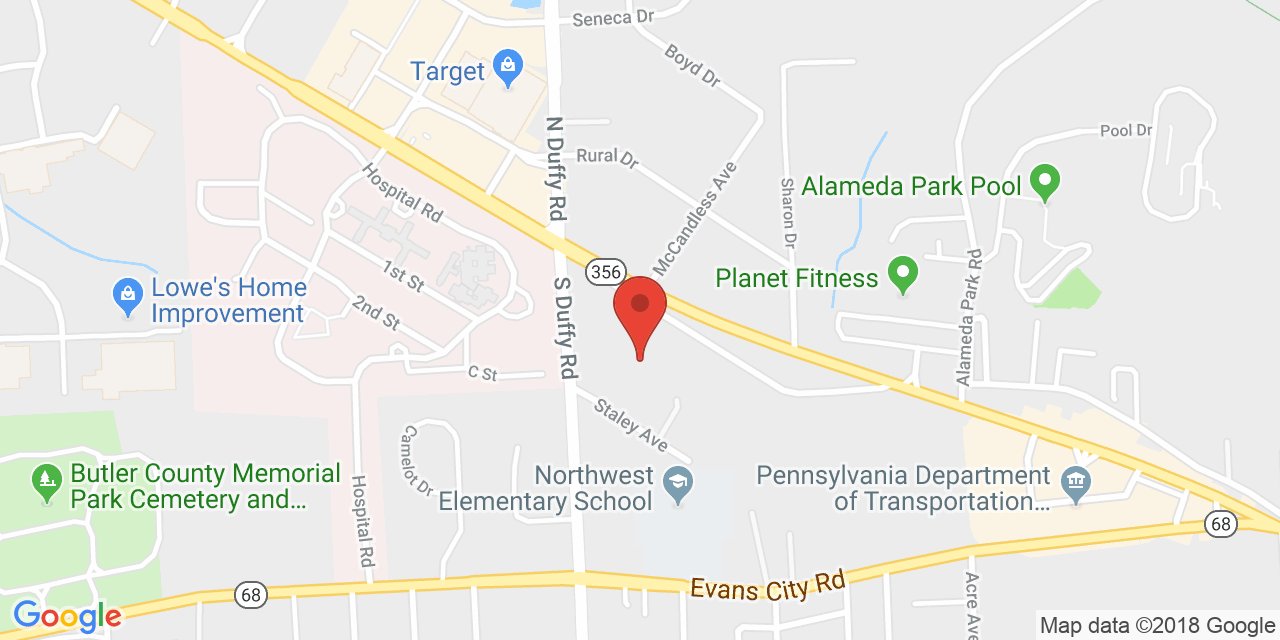 Seneca Dr
Boyd Dr
Target
N Duffy Rd
Rural Dr
Pool Dr
Hospital Rd
McCandless Ave
Sharon Dr
Alameda Park Pool
1st St
356
Planet Fitness
Alameda Park Rd
Lowe's Home
Improvement
2nd St
S Duffy Rd
C St
Staley Ave
Camelot Dr
Butler County Memorial
Park Cemetery and...
Hospital Rd
Northwest
Elementary School
Pennsylvania Department
of Transportation...
68
68
Evans City Rd
Acre Ave
Google
Map data ©2018 Google